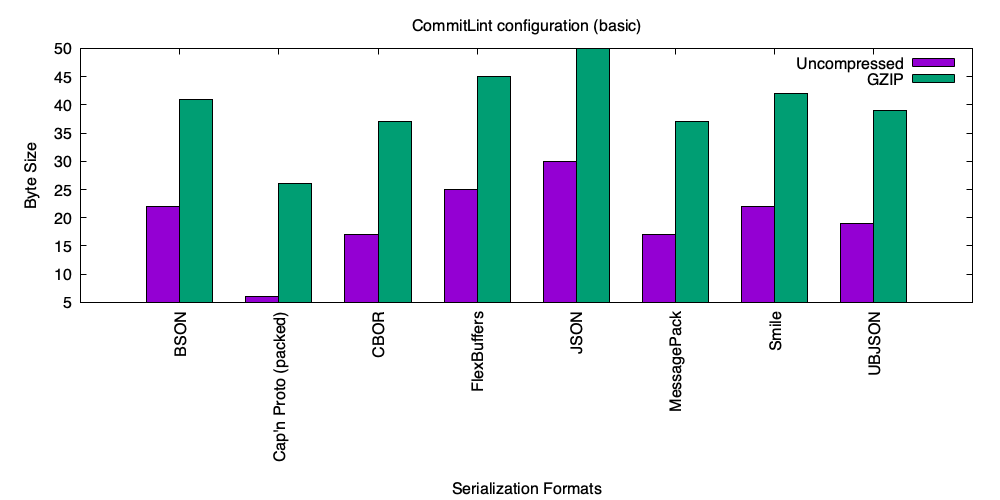 CommitLint configuration (basic)
Uncompressed
GZIP
50
45
40
35
30
25
20
15
10
5
Byte Size
BSON
Cap'n Proto (packed)
CBOR
FlexBuffers
JSON
MessagePack
Smile
UBJSON
Serialization Formats